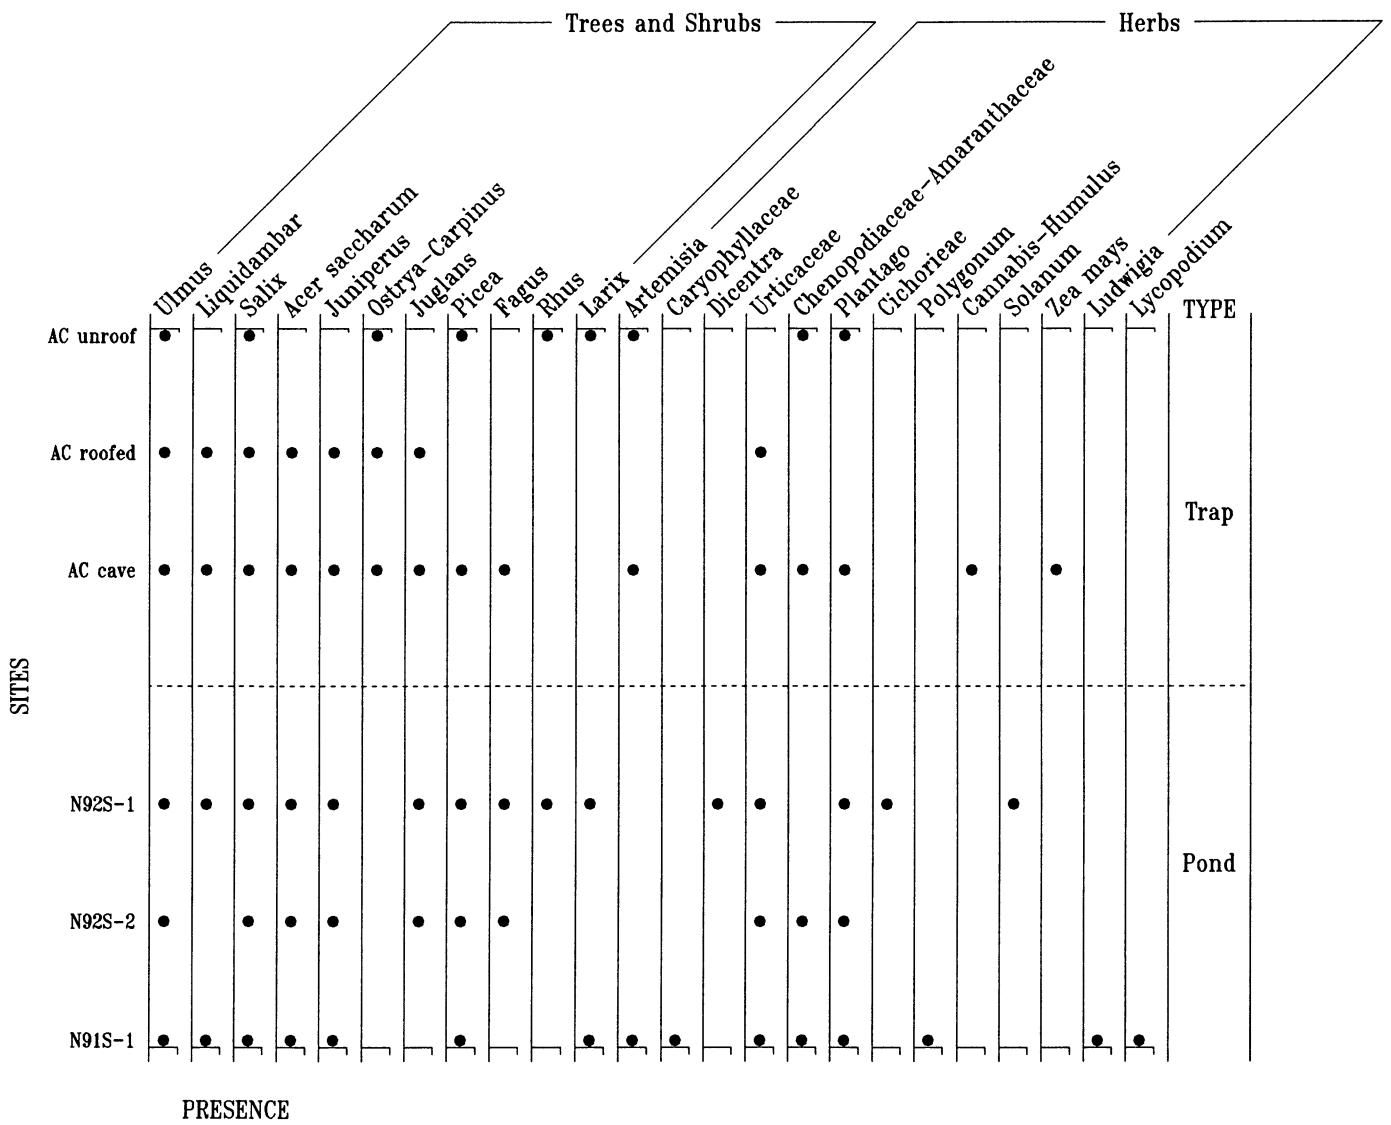 Trees and Shrubs
Herbs
Ulmus
Liquidambar
Salix
Acer saccharum
Juniperus
Ostrya-Carpinus
Juglans
Picea
Fagus
Rhus
Larix
Artemisia
Caryophyllaceae
Dicentra
Urticaceae
Chenopodiaceae-Amaranthaceae
Plantago
Cichorieae
Polygonum
Cannabis-Humulus
Solanum
Zea mays
Ludwigia
Lycopodium
TYPE
AC unroof
AC roofed
Trap
AC cave
SITES
N92S-1
Pond
N92S-2
N91S-1
PRESENCE